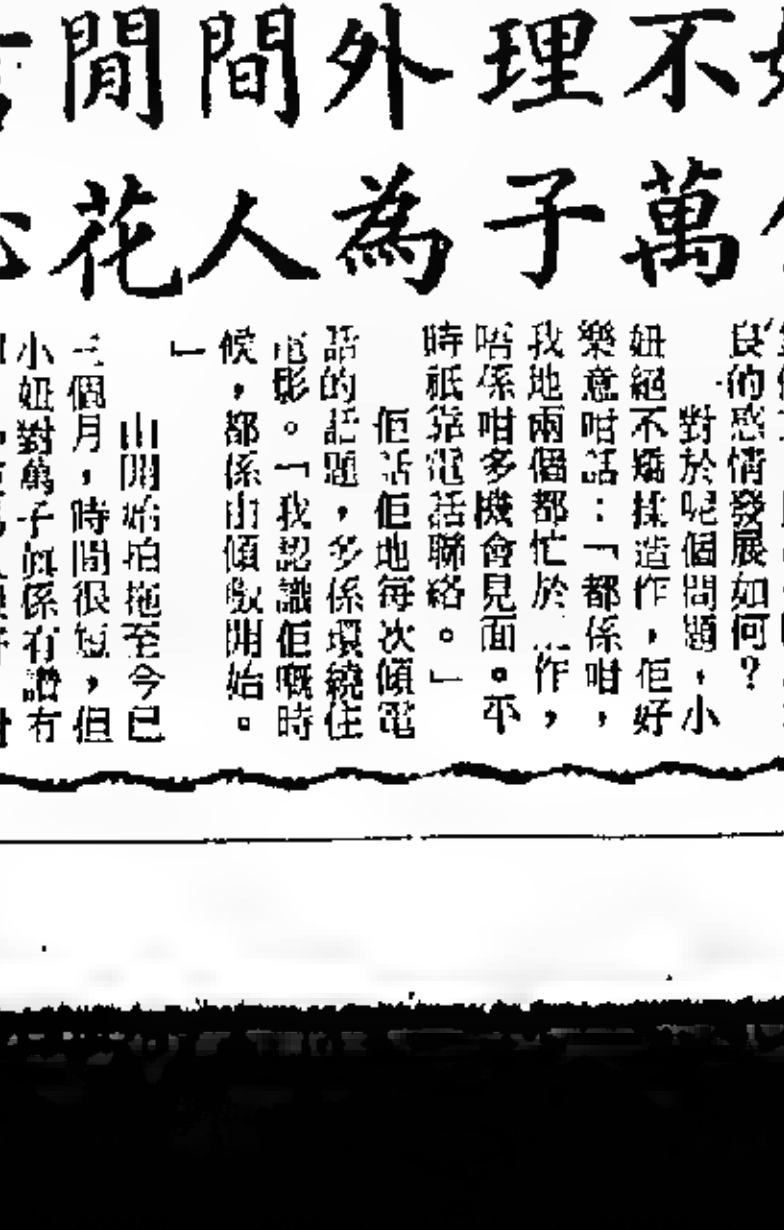 不理外間閒
萬子為人花
良的感情發展如何？
對於呢個問題，小
妞絕不矯揉造作，佢好
樂意咁話：「都係咁，
我地兩個都忙於工作，
唔係咁多機會見面。平
時祇靠電話聯絡。」
佢話佢地每次傾電
話的話題，多係環繞住
電影。「我認識佢嘅時
候，都係由傾戲開始。
」
由開始拍拖至今已
三個月，時間很短，但
小妞對萬子眞係有讚有